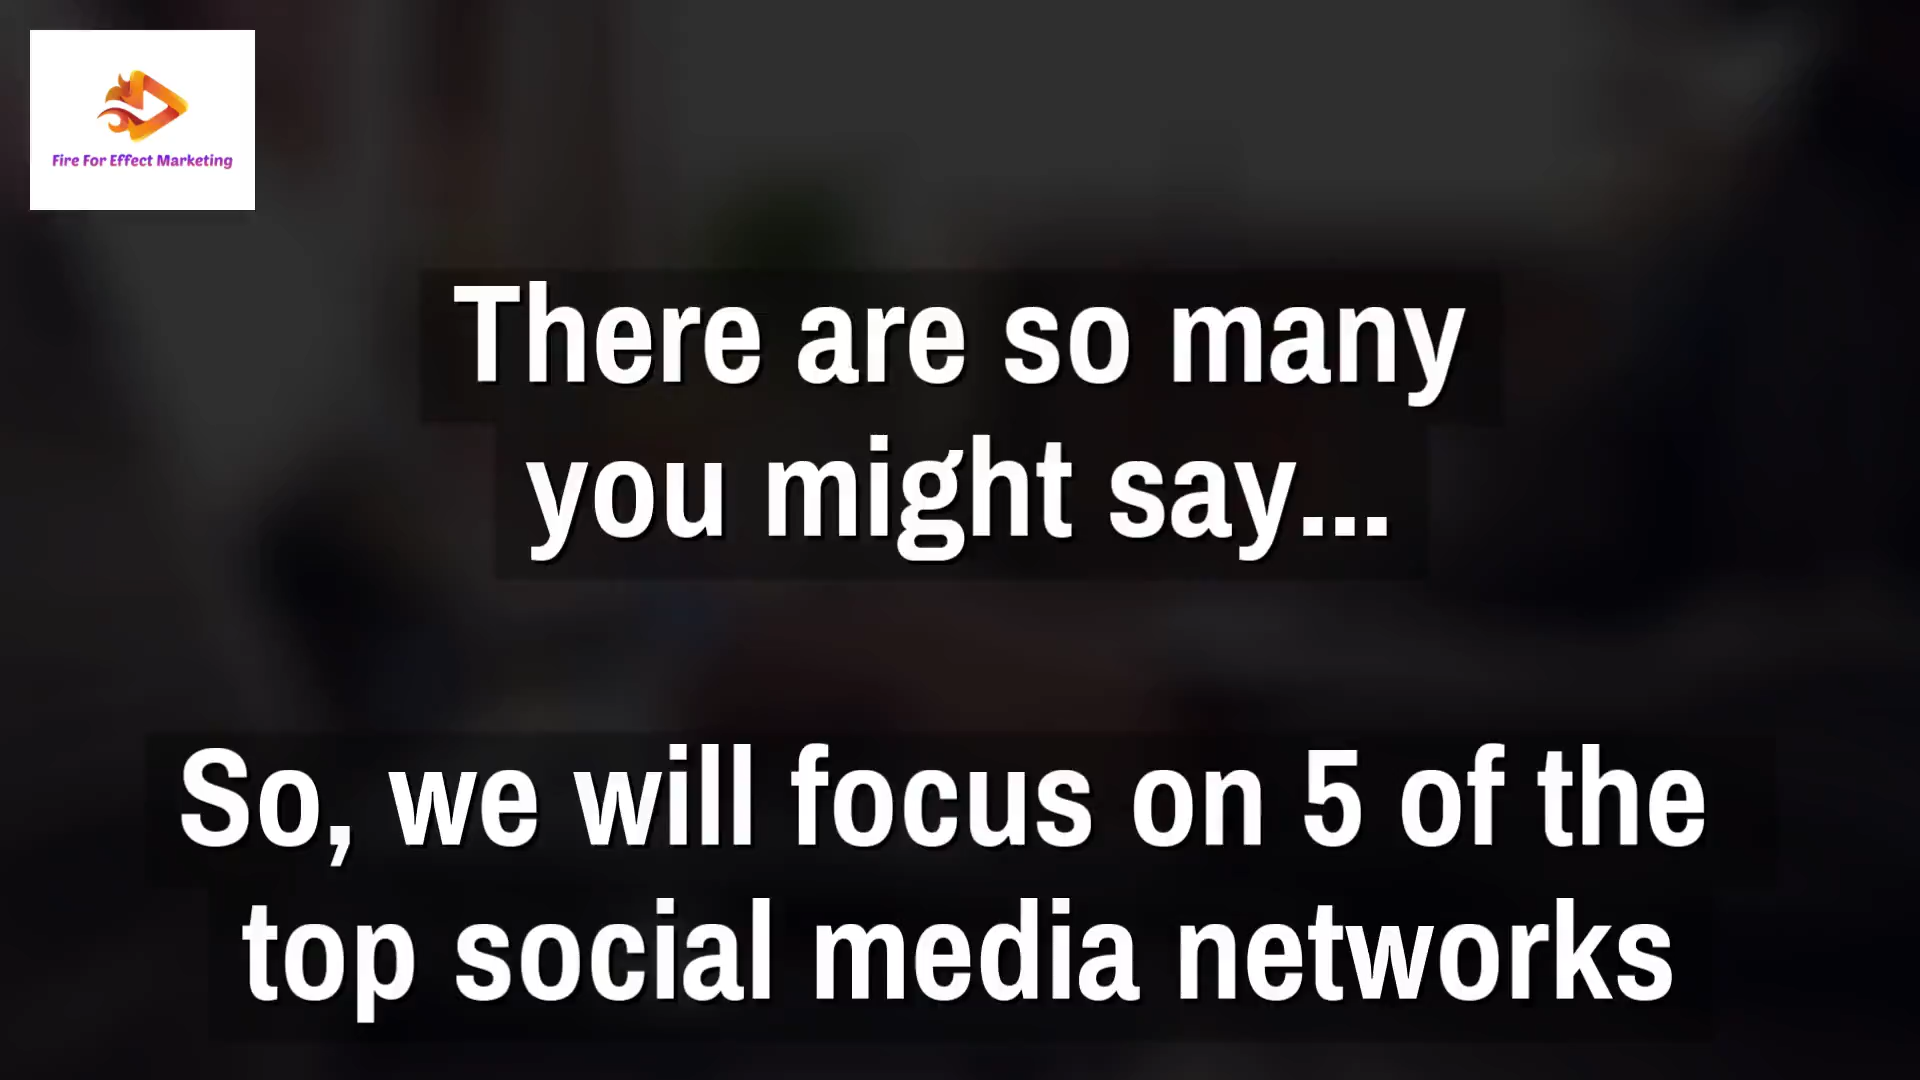 Fire For Effect Marketing
There are so many
you might say...
So, we will focus on 5 of the
top social media networks